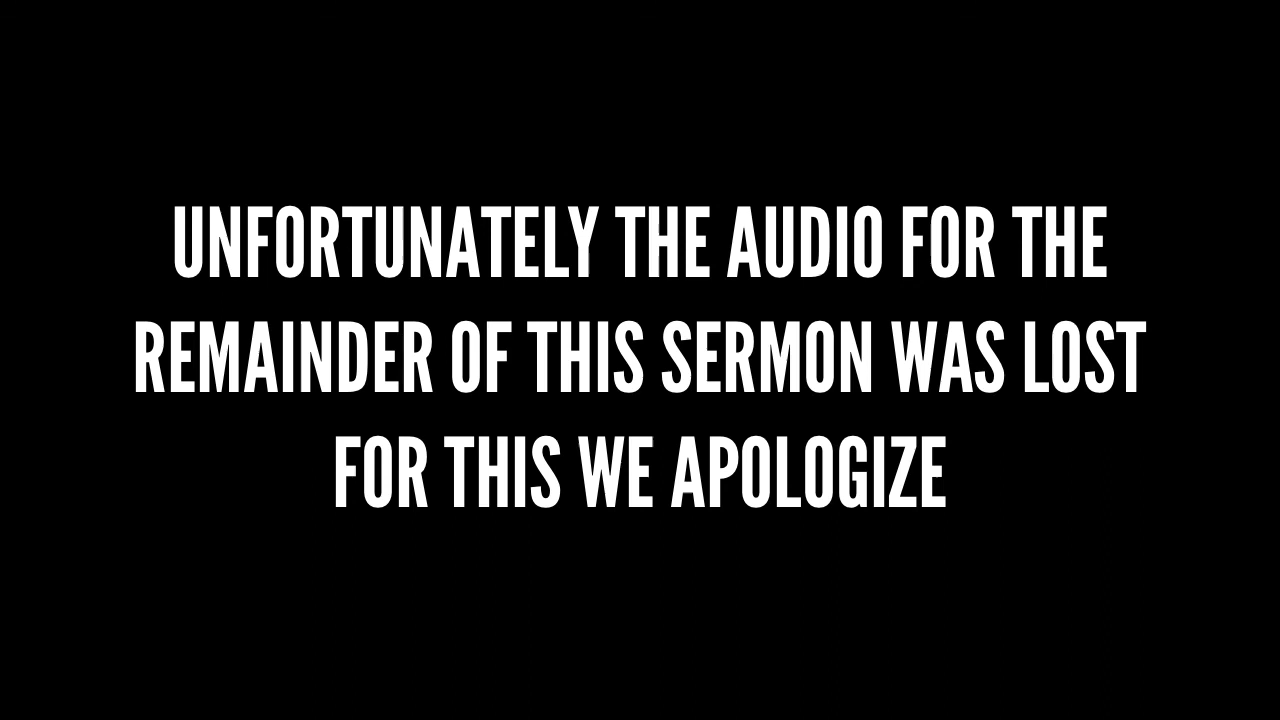 UNFORTUNATELY THE AUDIO FOR THE
REMAINDER OF THIS SERMON WAS LOST
FOR THIS WE APOLOGIZE